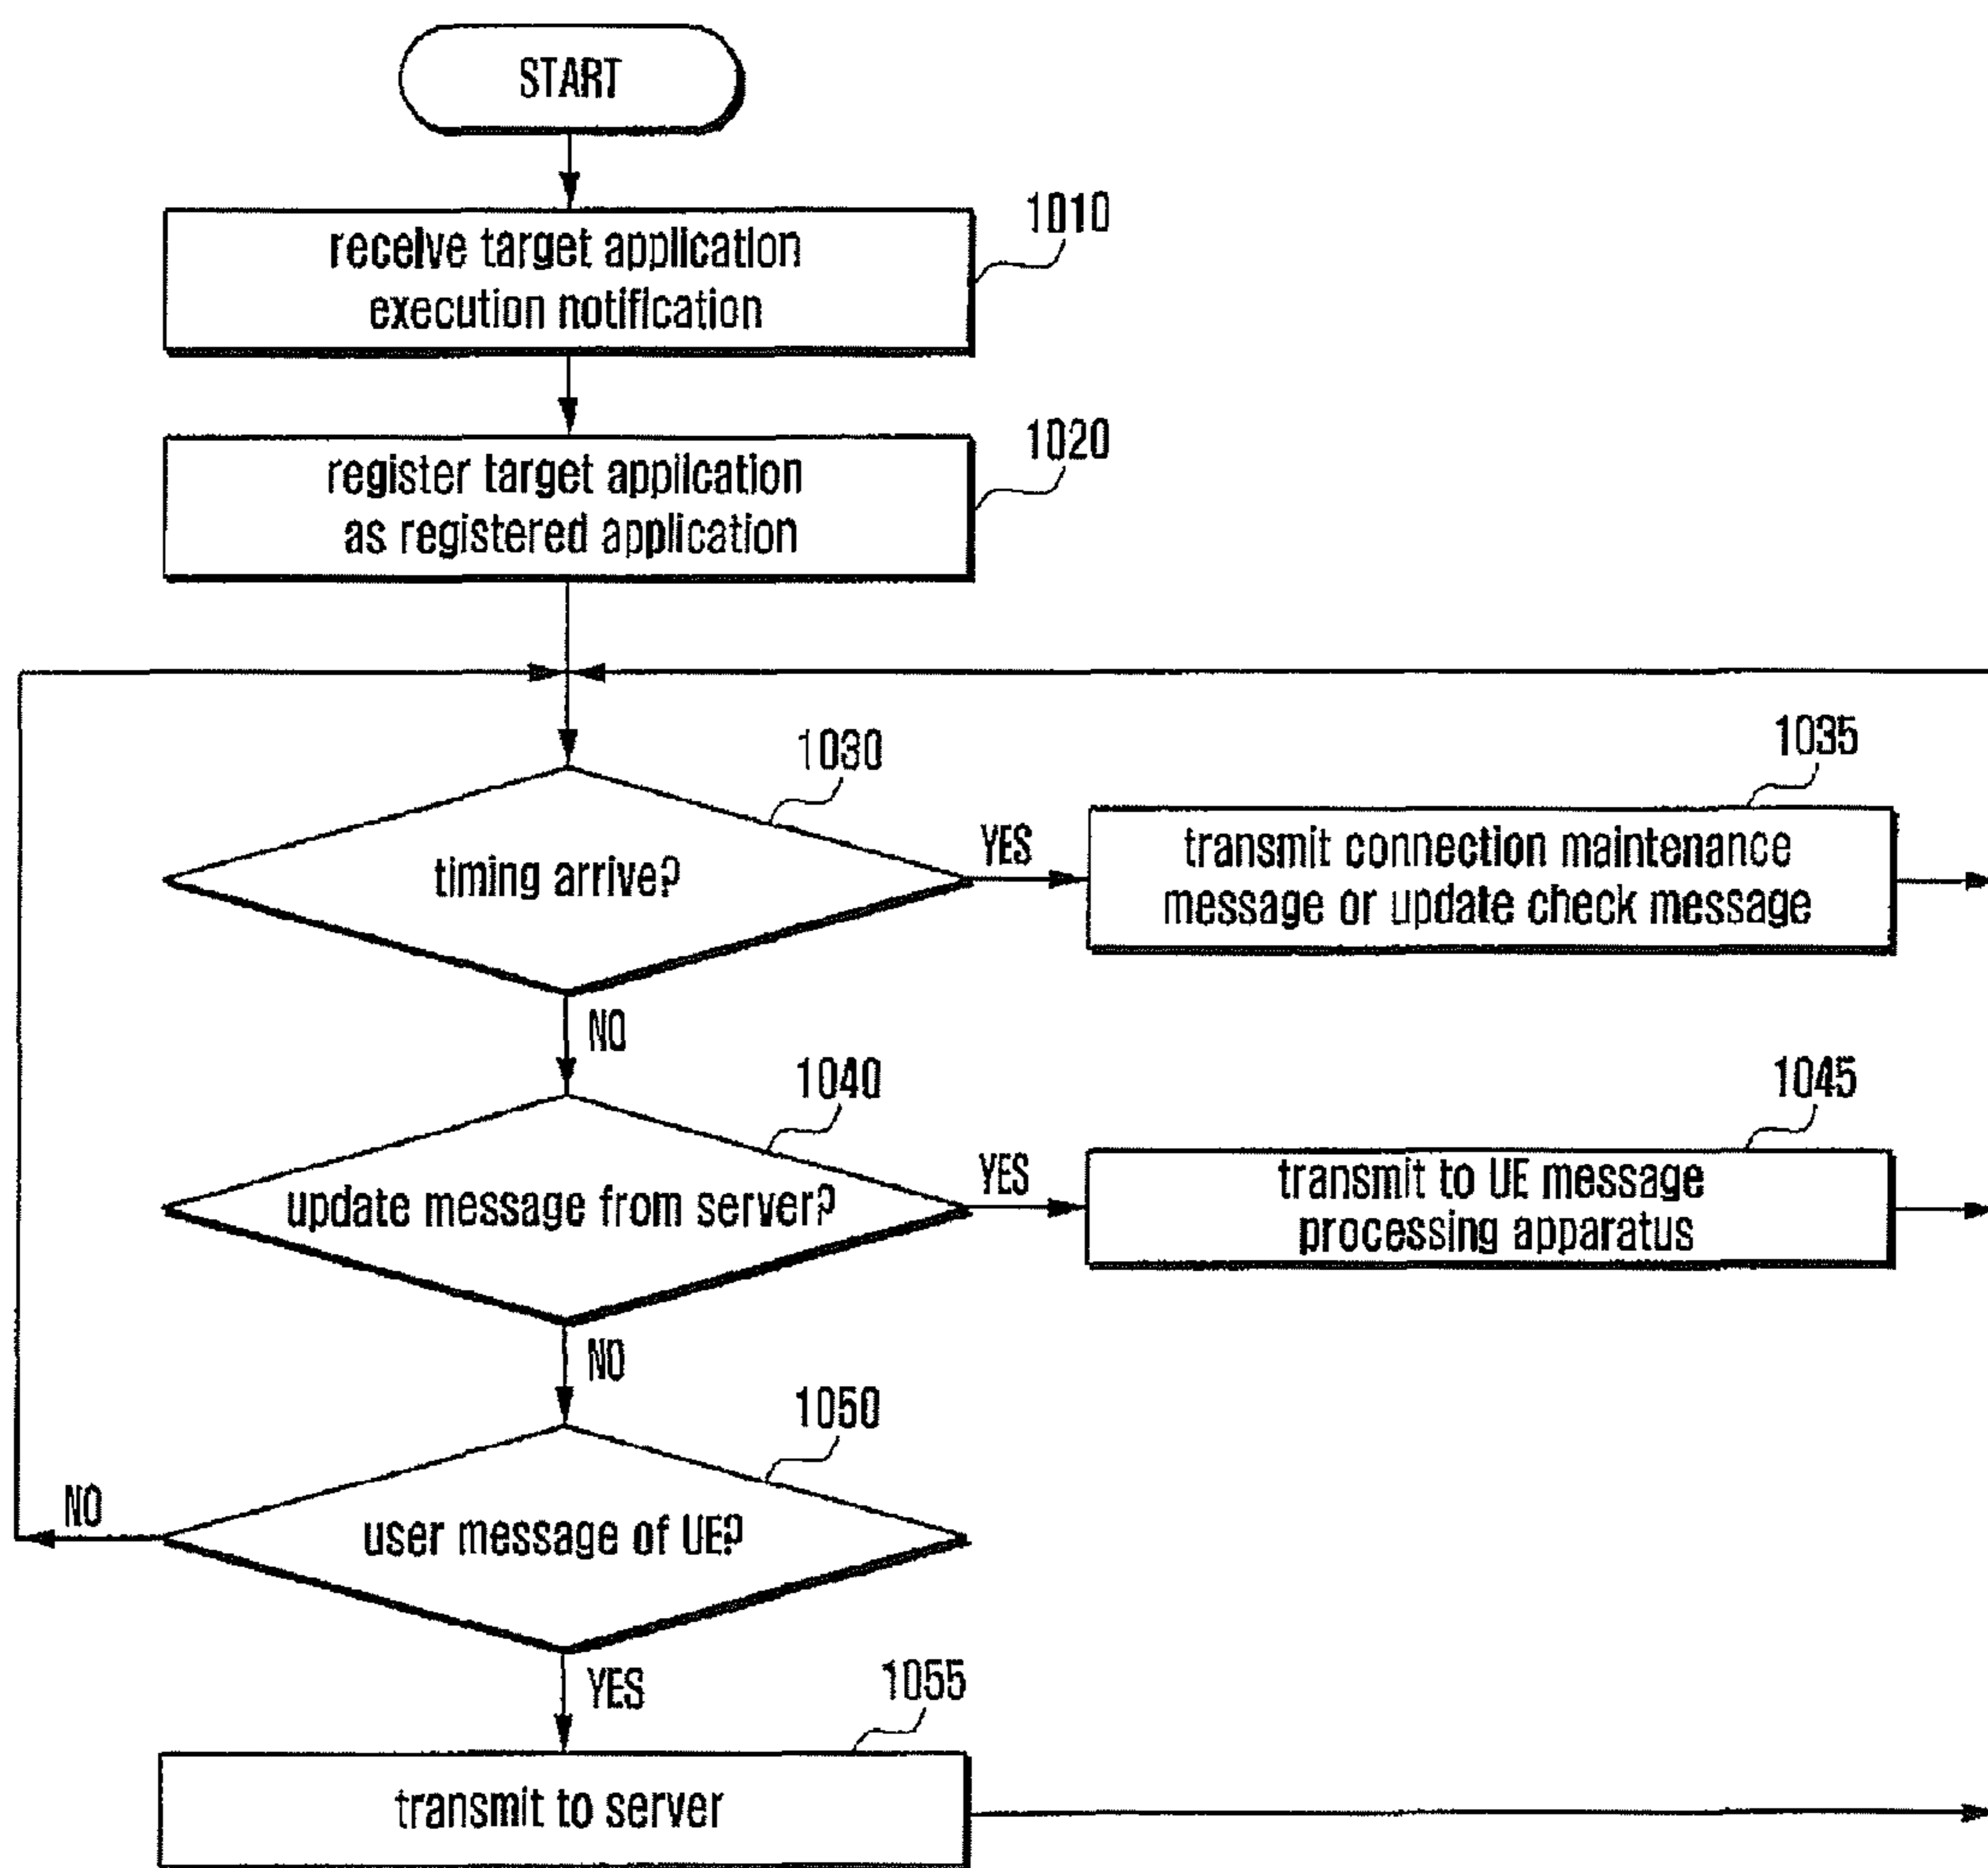 START
1010
receive target application
execution notification
1020
register target application
as registered application
1030
timing arrive?
YES
1035
transmit connection maintenance
message or update check message
NO
1040
update message from server?
YES
1045
transmit to UE message
processing apparatus
NO
1050
user message of UE?
NO
YES
1055
transmit to server